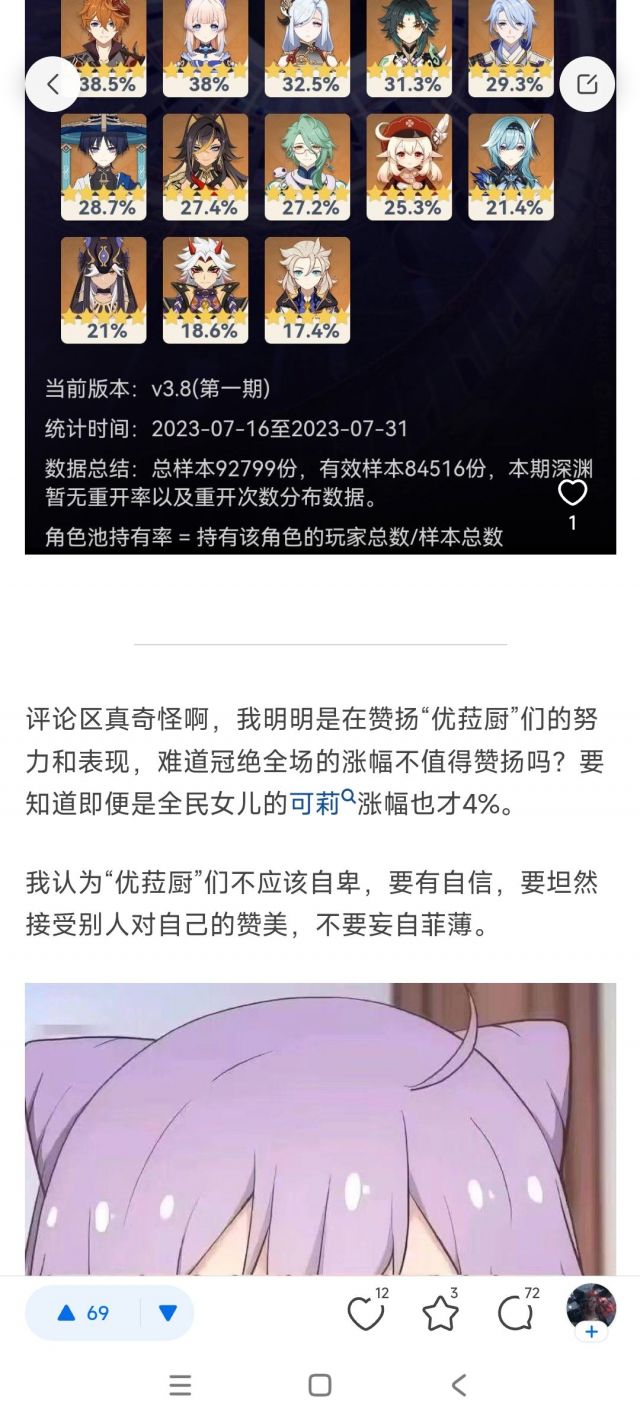 38.5%
38%
32.5%
31.3%
29.3%
28.7%
27.4%
27.2%
25.3%
21.4%
21%
18.6%
17.4%
当前版本：v3.8(第一期)
统计时间：2023-07-16至2023-07-31
数据总结：总样本92799份，有效样本84516份，本期深渊
暂无重开率以及重开次数分布数据。
1
角色池持有率 = 持有该角色的玩家总数/样本总数
评论区真奇怪啊，我明明是在赞扬“优菈厨”们的努
力和表现，难道冠绝全场的涨幅不值得赞扬吗？要
知道即便是全民女儿的可莉涨幅也才4%。
我认为“优菈厨”们不应该自卑，要有自信，要坦然
接受别人对自己的赞美，不要妄自菲薄。
69
12
3
72